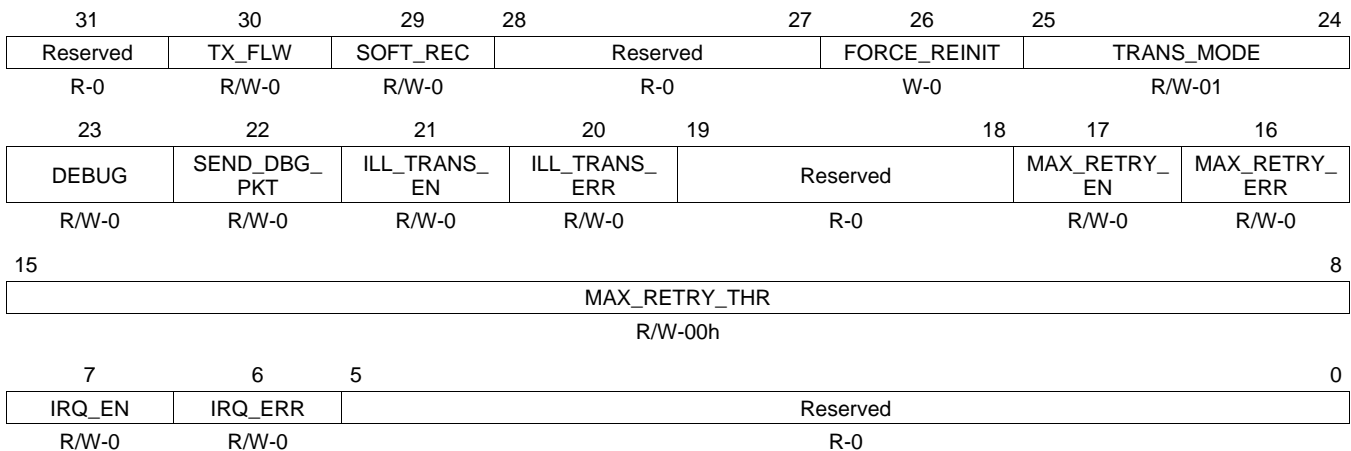 31 30 29 28 27 26 25 24
Reserved TX_FLW SOFT_REC Reserved FORCE_REINIT TRANS_MODE
R-0 R/W-0 R/W-0 R-0 W-0 R/W-01
23 22 21 20 19 18 17 16
DEBUG SEND_DBG_ ILL_TRANS_ ILL_TRANS_ Reserved MAX_RETRY_ MAX_RETRY_
PKT EN ERR EN ERR
R/W-0 R/W-0 R/W-0 R/W-0 R-0 R/W-0 R/W-0
15 8
MAX_RETRY_THR
R/W-00h
7 6 5 0
IRQ_EN IRQ_ERR Reserved
R/W-0 R/W-0 R-0